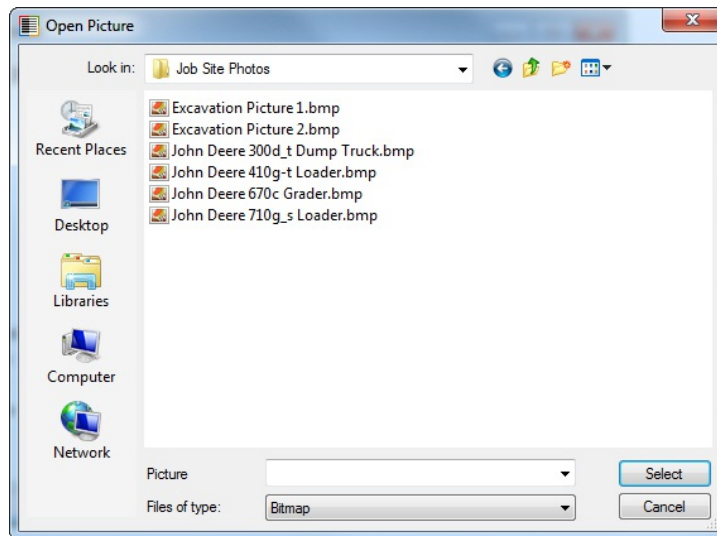 Open Picture
Look in:
Job Site Photos
Recent Places
Desktop
Libraries
Computer
Network
Excavation Picture 1.bmp
Excavation Picture 2.bmp
John Deere 300d_t Dump Truck.bmp
John Deere 410g-t Loader.bmp
John Deere 670c Grader.bmp
John Deere 710g_s Loader.bmp
Picture
Select
Files of type:
Bitmap
Cancel